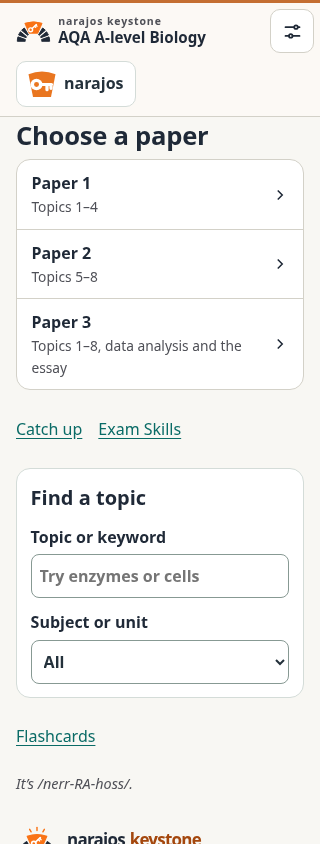 narajos keystone
AQA A-level Biology
narajos
Choose a paper
Paper 1
Topics 1–4
Paper 2
Topics 5–8
Paper 3
Topics 1–8, data analysis and the
essay
Catch up Exam Skills
Find a topic
Topic or keyword
Try enzymes or cells
Subject or unit
All
Flashcards
It’s /nerr-RA-hoss/.
narajos keystone